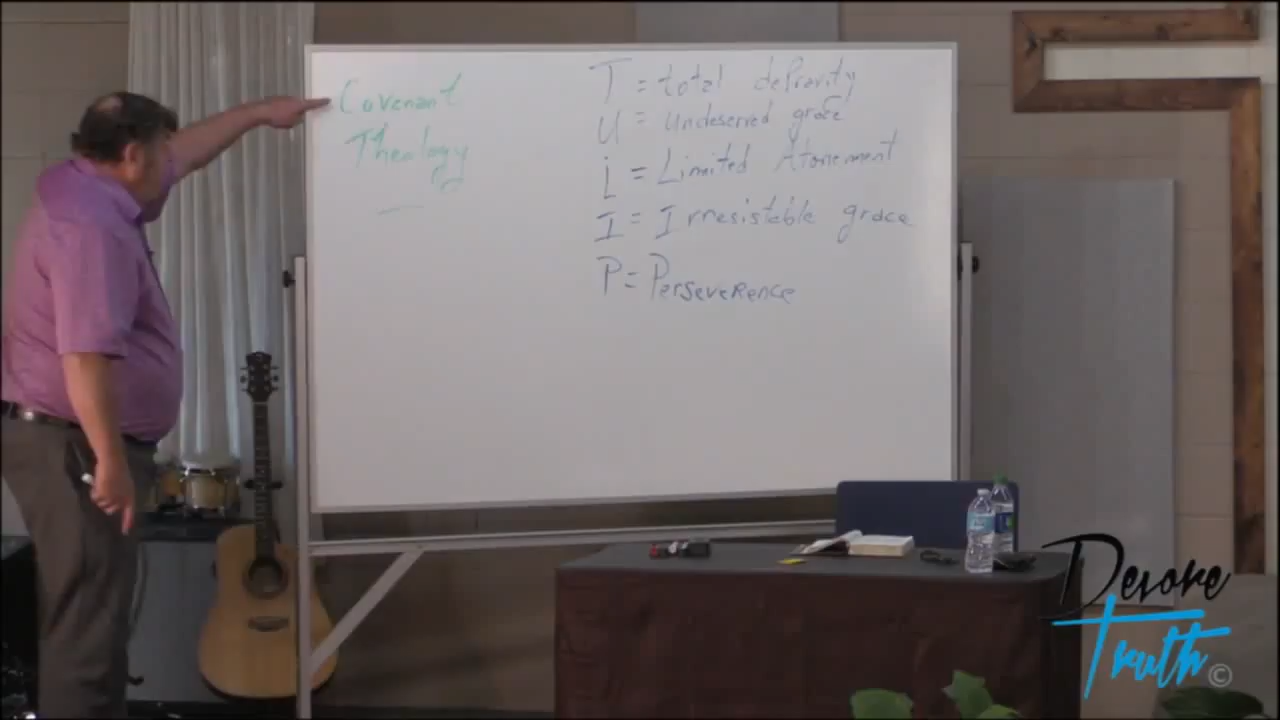 Covenant
Theology
T = total depravity
U = Undeserved grace
L = Limited Atonement
I = Irresistable grace
P = Perseverence
Devore
Truth ©